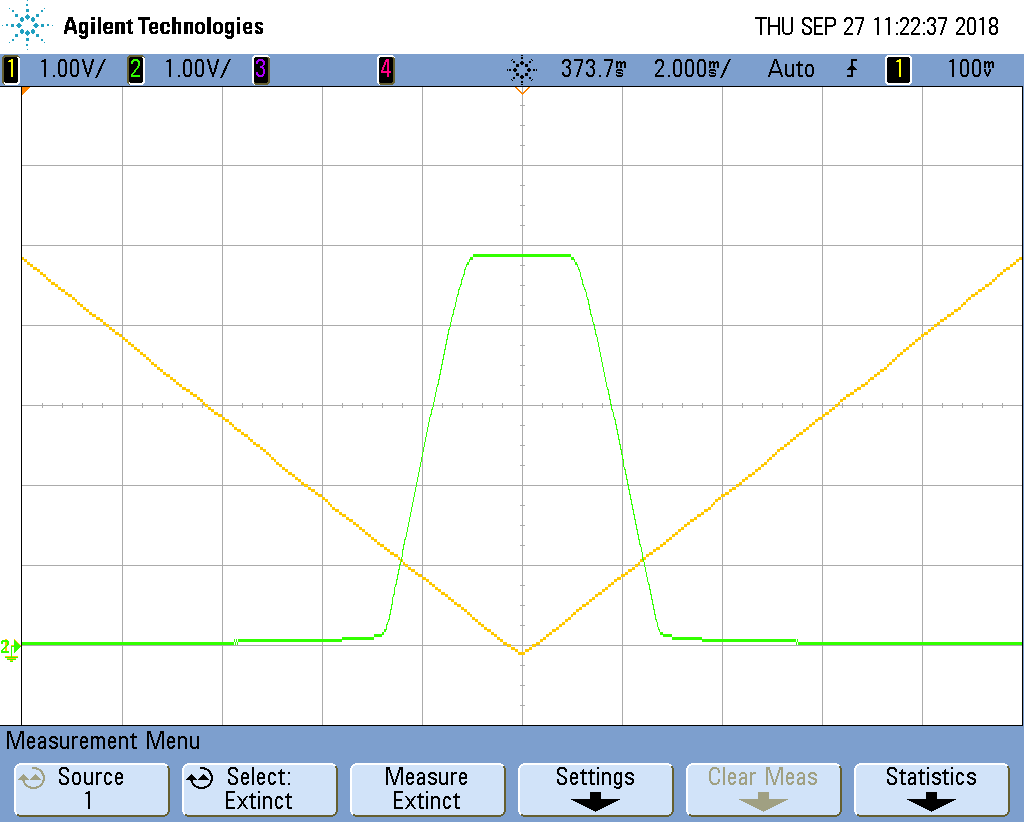 Agilent Technologies THU SEP 27 11:22:37 2018
1 1.00V/ 2 1.00V/ 3 4 373.7ms 2.000ms/ Auto 1 100mV
2
Measurement Menu
Source Select: Measure Settings Clear Meas Statistics
1 Extinct Extinct